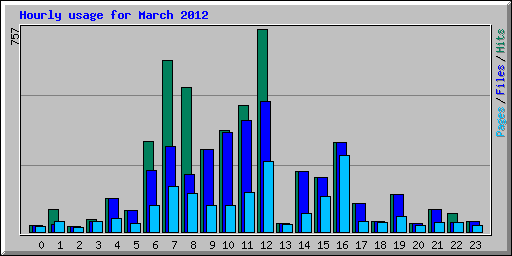 Hourly usage for March 2012
757
Pages / Files / Hits
0 1 2 3 4 5 6 7 8 9 10 11 12 13 14 15 16 17 18 19 20 21 22 23